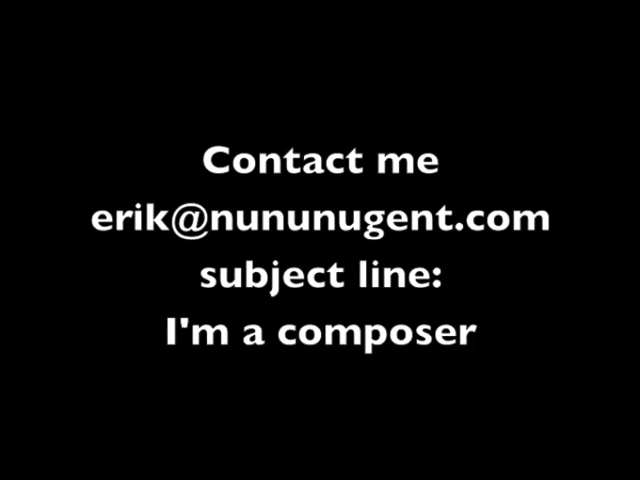 Contact me
erik@nununugent.com
subject line:
I'm a composer